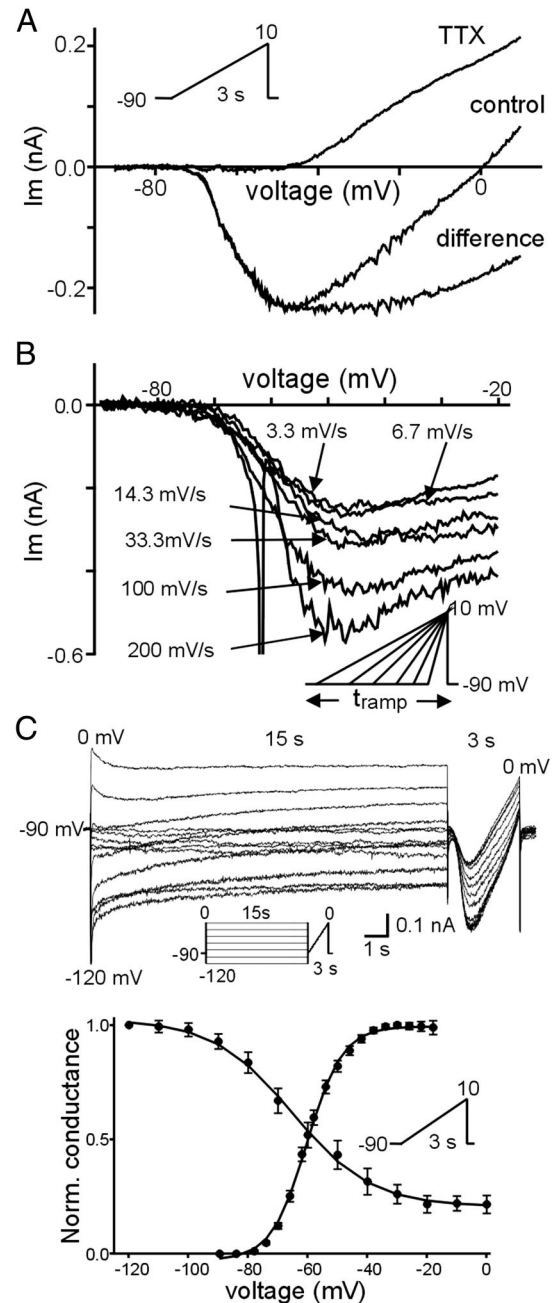 A
0.2
10
TTX
-90
3 s
control
Im (nA)
0.0
-80
voltage (mV)
0
difference
-0.2
B
voltage (mV)
-80
-20
0.0
3.3 mV/s
6.7 mV/s
14.3 mV/s
Im (nA)
33.3mV/s
100 mV/s
200 mV/s
-0.6
10 mV
-90 mV
tramp
C
0 mV
15 s
3 s
0 mV
-90 mV
0
15s
0
-90
-120
3 s
0.1 nA
1 s
-120 mV
1.0
10
Norm. conductance
0.5
-90
3 s
0.0
-120
-100
-80
-60
-40
-20
0
voltage (mV)